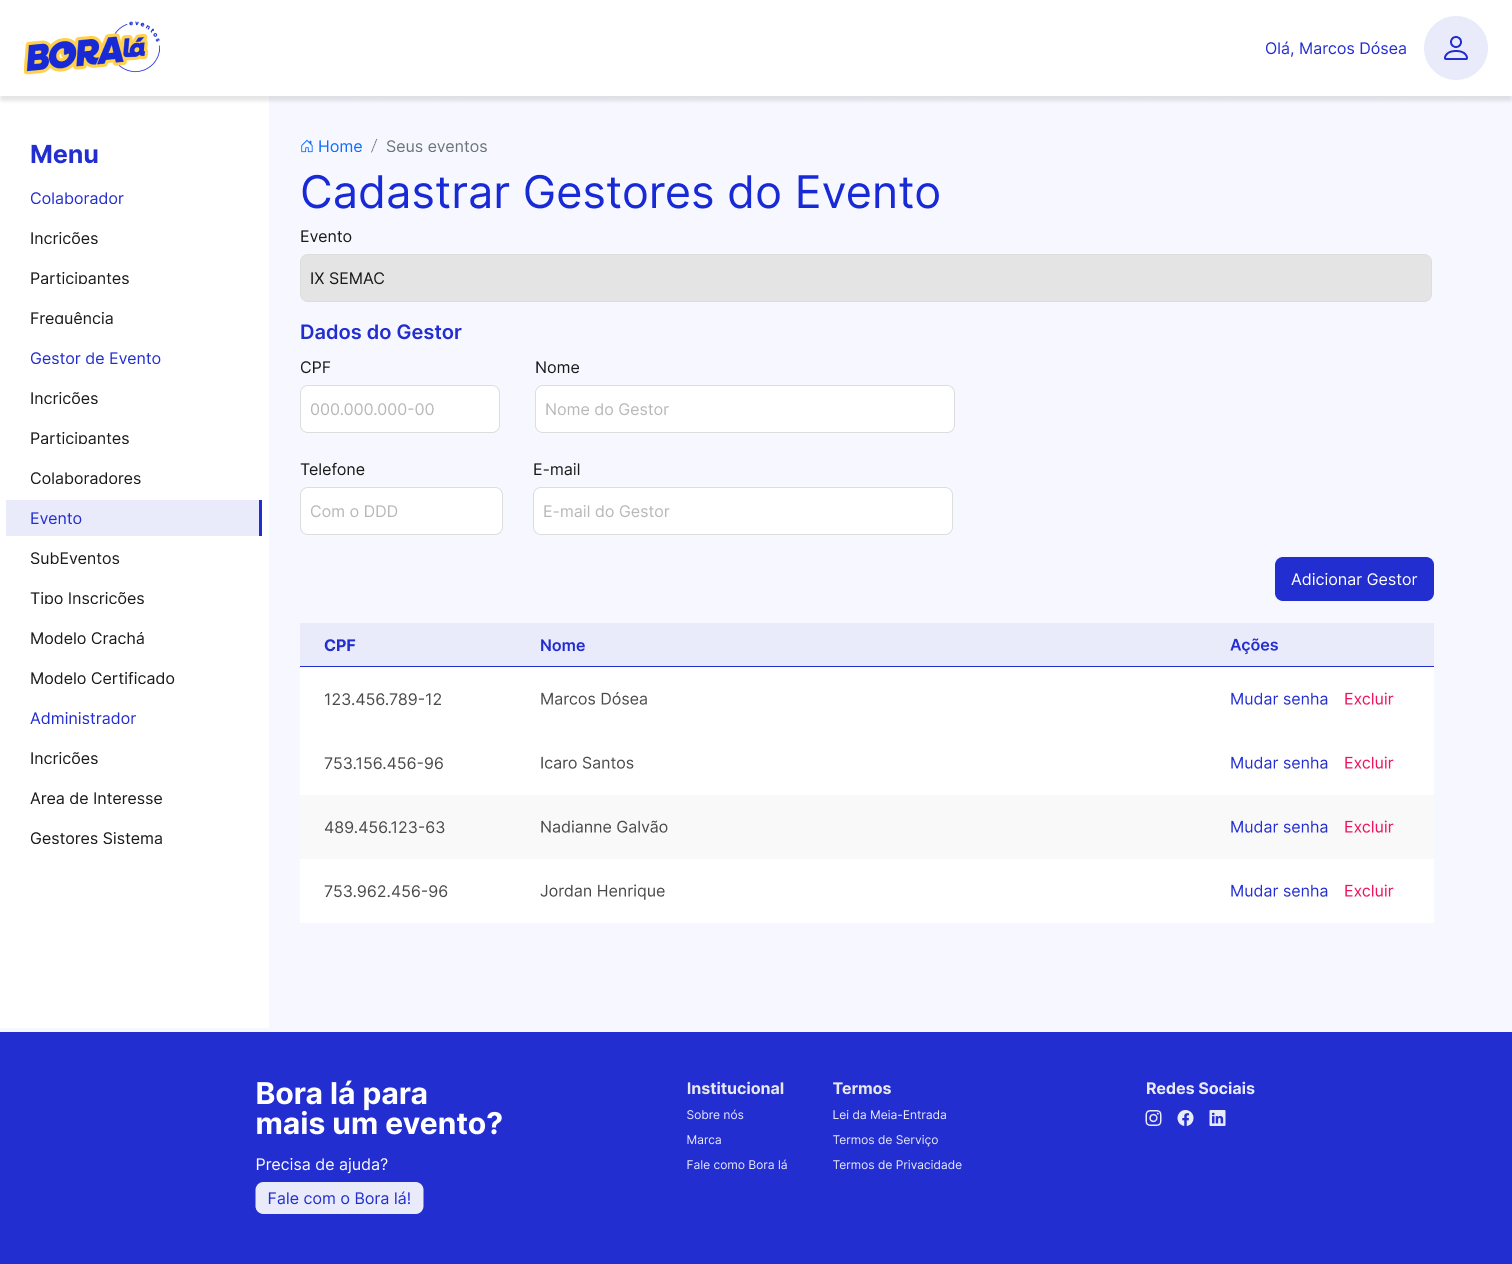 eventos
BORA lá
Olá, Marcos Dósea
Menu
Colaborador
Incricões
Participantes
Frequência
Gestor de Evento
Incricões
Participantes
Colaboradores
Evento
SubEventos
Tipo Inscricões
Modelo Crachá
Modelo Certificado
Administrador
Incricões
Area de Interesse
Gestores Sistema
Home / Seus eventos
Cadastrar Gestores do Evento
Evento
IX SEMAC
Dados do Gestor
CPF Nome
000.000.000-00 Nome do Gestor
Telefone E-mail
Com o DDD E-mail do Gestor
Adicionar Gestor
CPF Nome Ações
123.456.789-12 Marcos Dósea Mudar senha Excluir
753.156.456-96 Icaro Santos Mudar senha Excluir
489.456.123-63 Nadianne Galvão Mudar senha Excluir
753.962.456-96 Jordan Henrique Mudar senha Excluir
Bora lá para
mais um evento?
Precisa de ajuda?
Fale com o Bora lá!
Institucional
Sobre nós
Marca
Fale como Bora lá
Termos
Lei da Meia-Entrada
Termos de Serviço
Termos de Privacidade
Redes Sociais